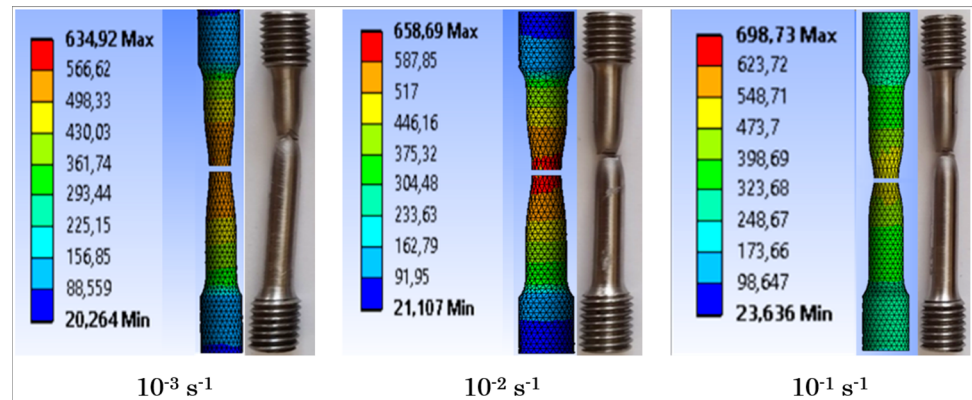 634,92 Max
566,62
498,33
430,03
361,74
293,44
225,15
156,85
88,559
20,264 Min
10-3 s-1
658,69 Max
587,85
517
446,16
375,32
304,48
233,63
162,79
91,95
21,107 Min
10-2 s-1
698,73 Max
623,72
548,71
473,7
398,69
323,68
248,67
173,66
98,647
23,636 Min
10-1 s-1